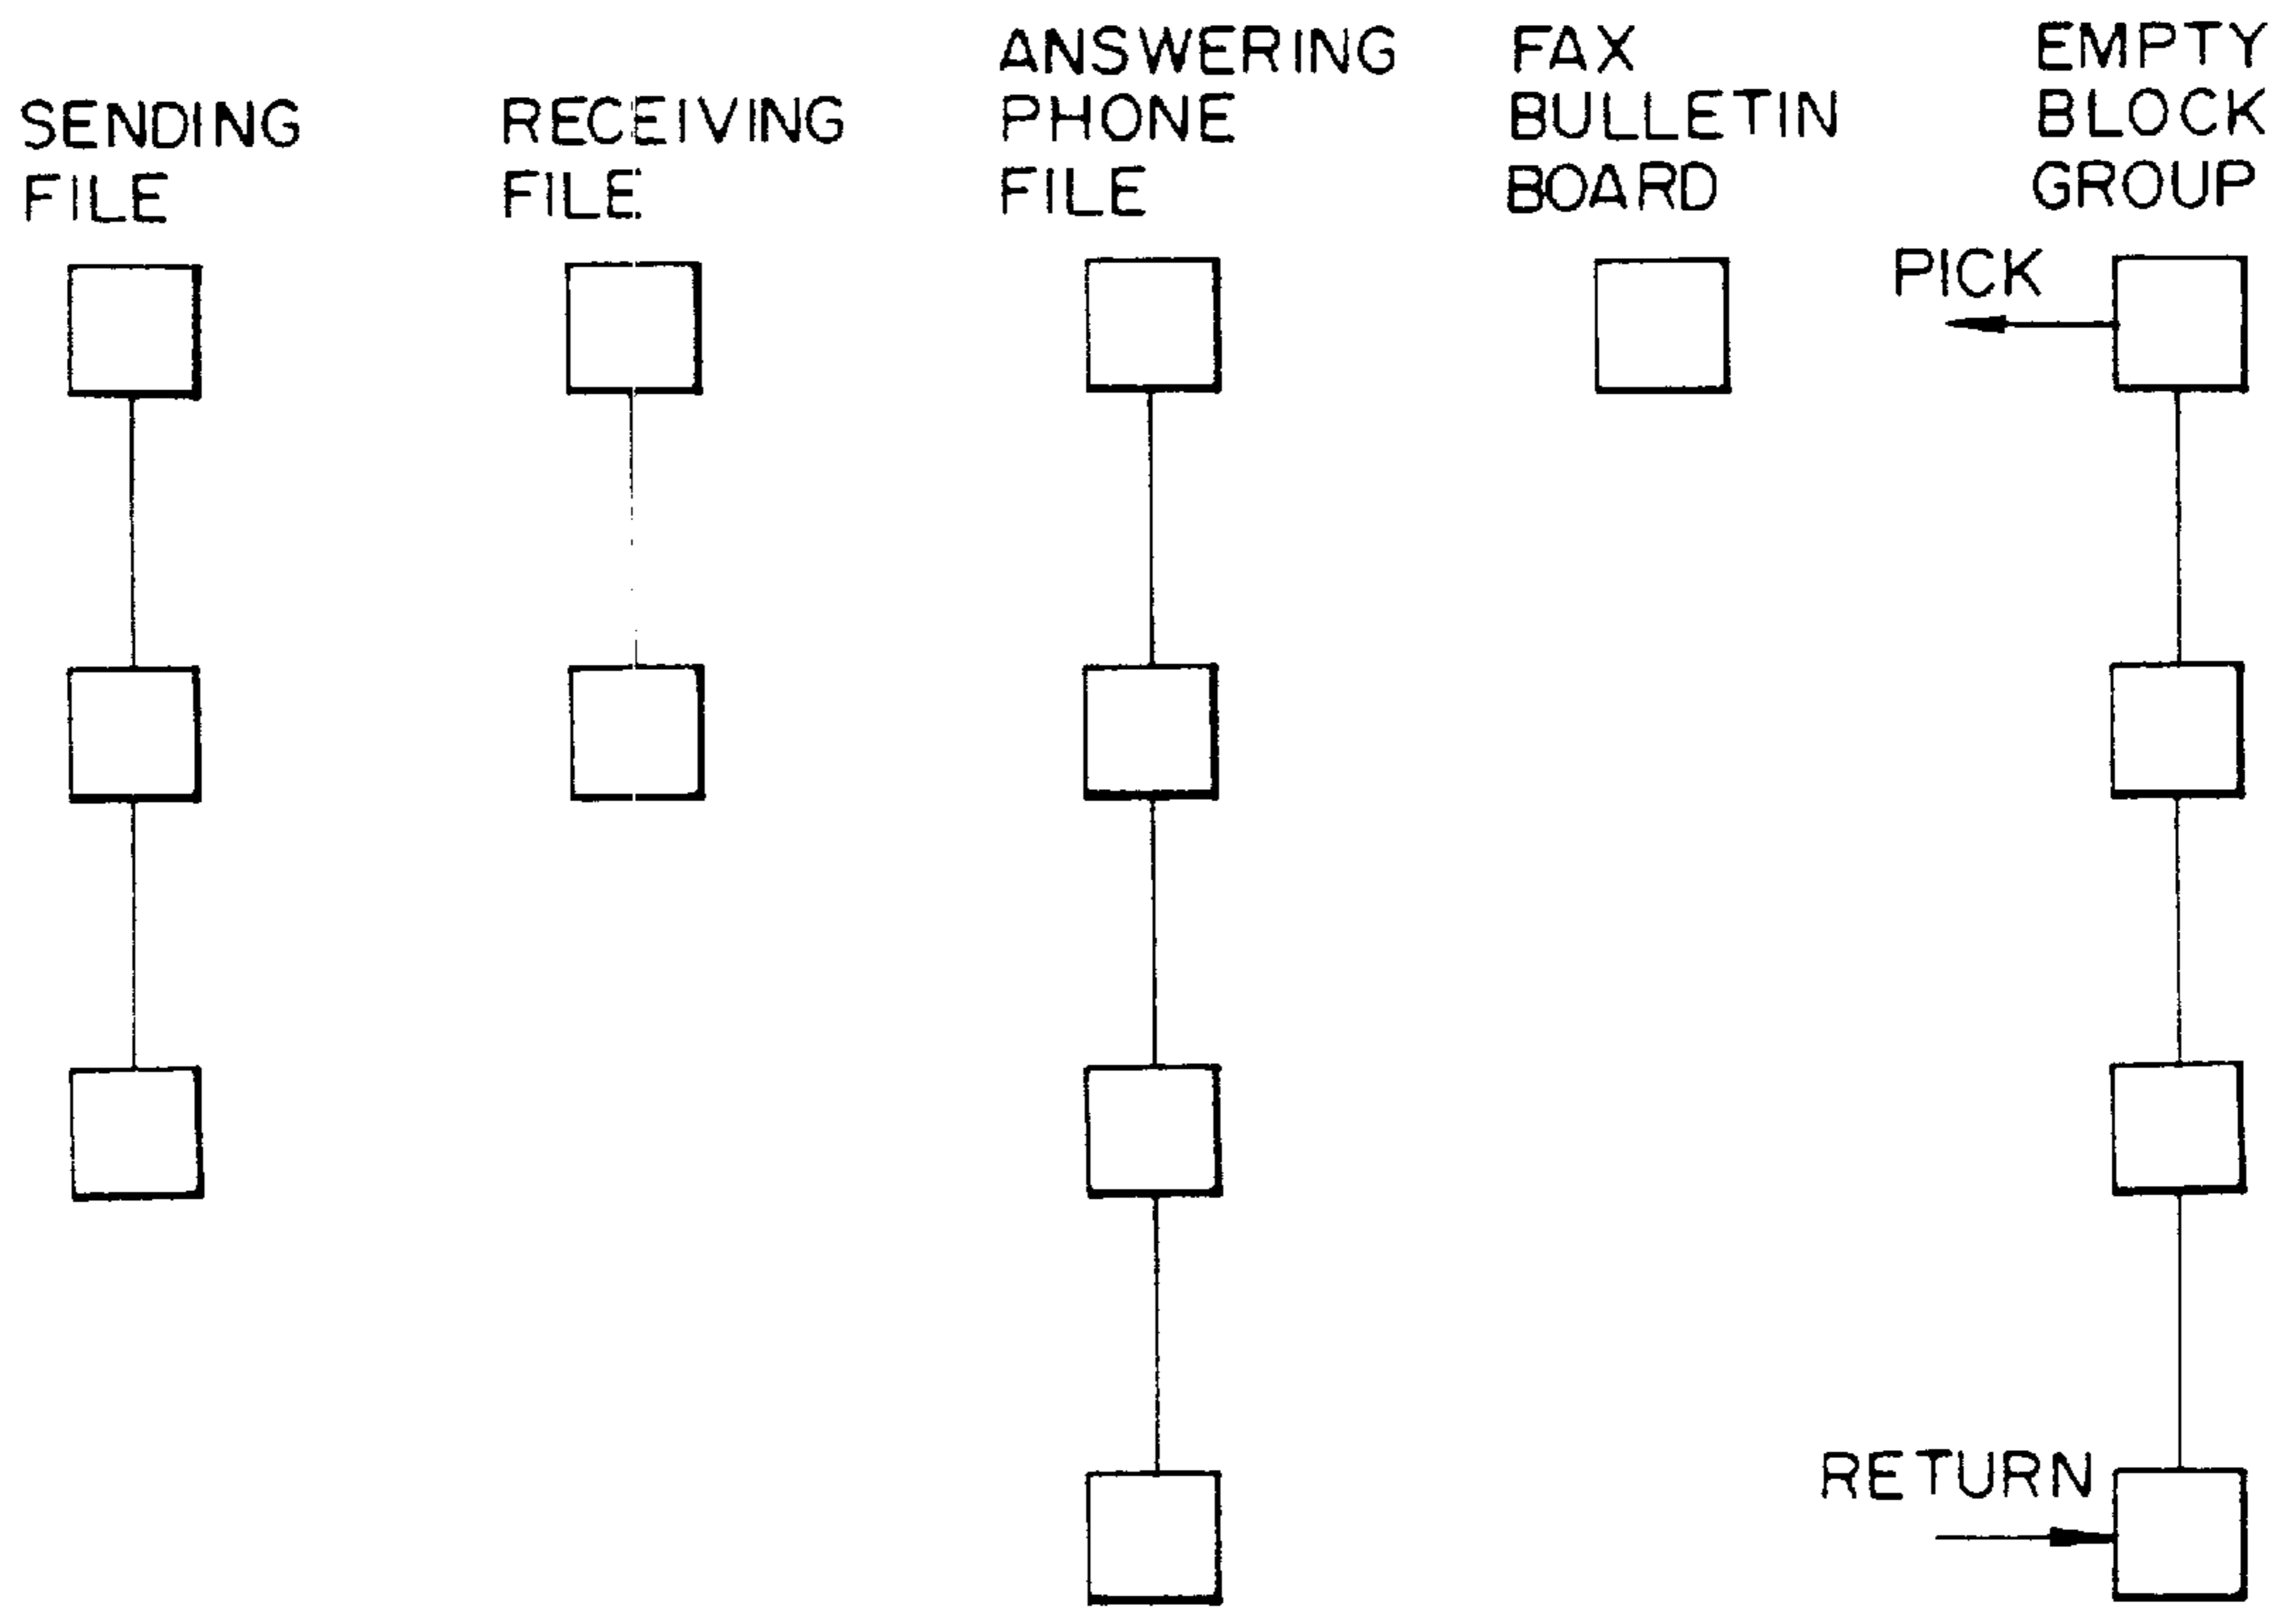 SENDING
FILE
RECEIVING
FILE
ANSWERING
PHONE
FILE
FAX
BULLETIN
BOARD
EMPTY
BLOCK
GROUP
PICK
RETURN